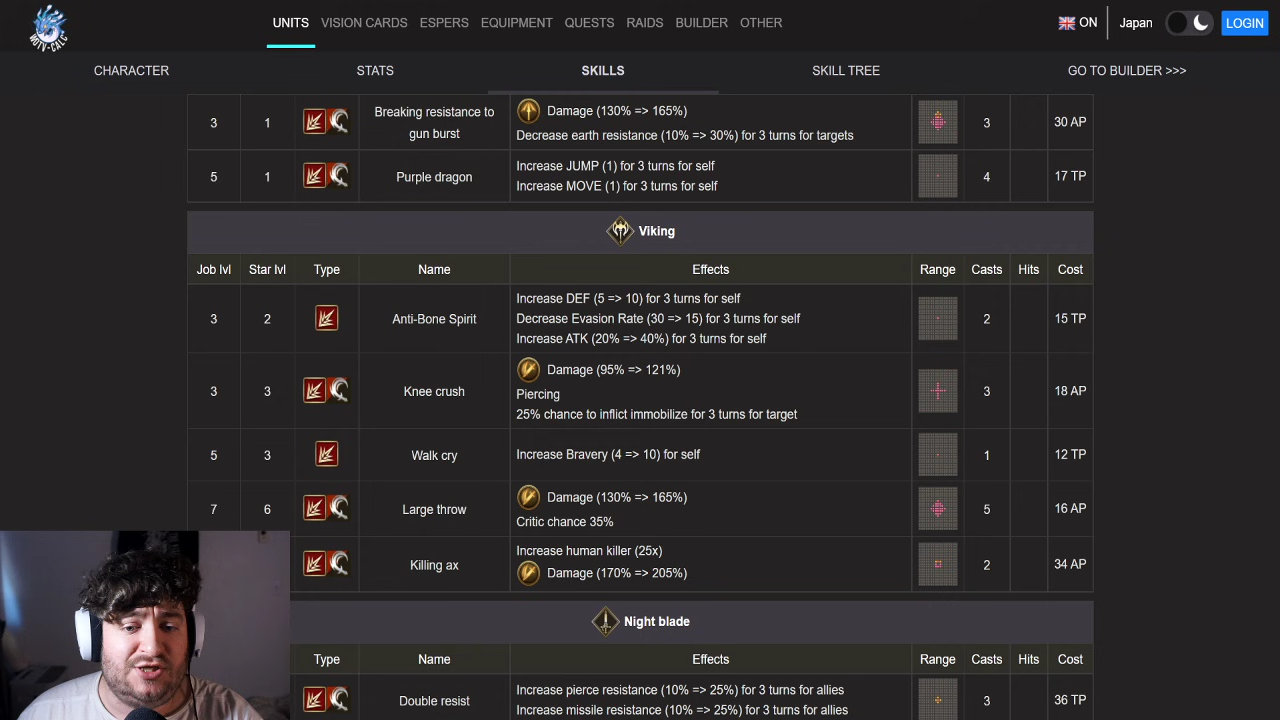 UNITS VISION CARDS ESPERS EQUIPMENT QUESTS RAIDS BUILDER OTHER ON Japan LOGIN
WOTV-CALC
CHARACTER STATS SKILLS SKILL TREE GO TO BUILDER >>>
3 1 Breaking resistance to gun burst Damage (130% => 165%) 3 30 AP
Decrease earth resistance (10% => 30%) for 3 turns for targets
5 1 Purple dragon Increase JUMP (1) for 3 turns for self 4 17 TP
Increase MOVE (1) for 3 turns for self
Viking
Job lvl Star lvl Type Name Effects Range Casts Hits Cost
3 2 Anti-Bone Spirit Increase DEF (5 => 10) for 3 turns for self 2 15 TP
Decrease Evasion Rate (30 => 15) for 3 turns for self
Increase ATK (20% => 40%) for 3 turns for self
3 3 Knee crush Damage (95% => 121%) 3 18 AP
Piercing
25% chance to inflict immobilize for 3 turns for target
5 3 Walk cry Increase Bravery (4 => 10) for self 1 12 TP
7 6 Large throw Damage (130% => 165%) 5 16 AP
Critic chance 35%
Killing ax Increase human killer (25x) 2 34 AP
Damage (170% => 205%)
Night blade
Type Name Effects Range Casts Hits Cost
Double resist Increase pierce resistance (10% => 25%) for 3 turns for allies 3 36 TP
Increase missile resistance (10% => 25%) for 3 turns for allies